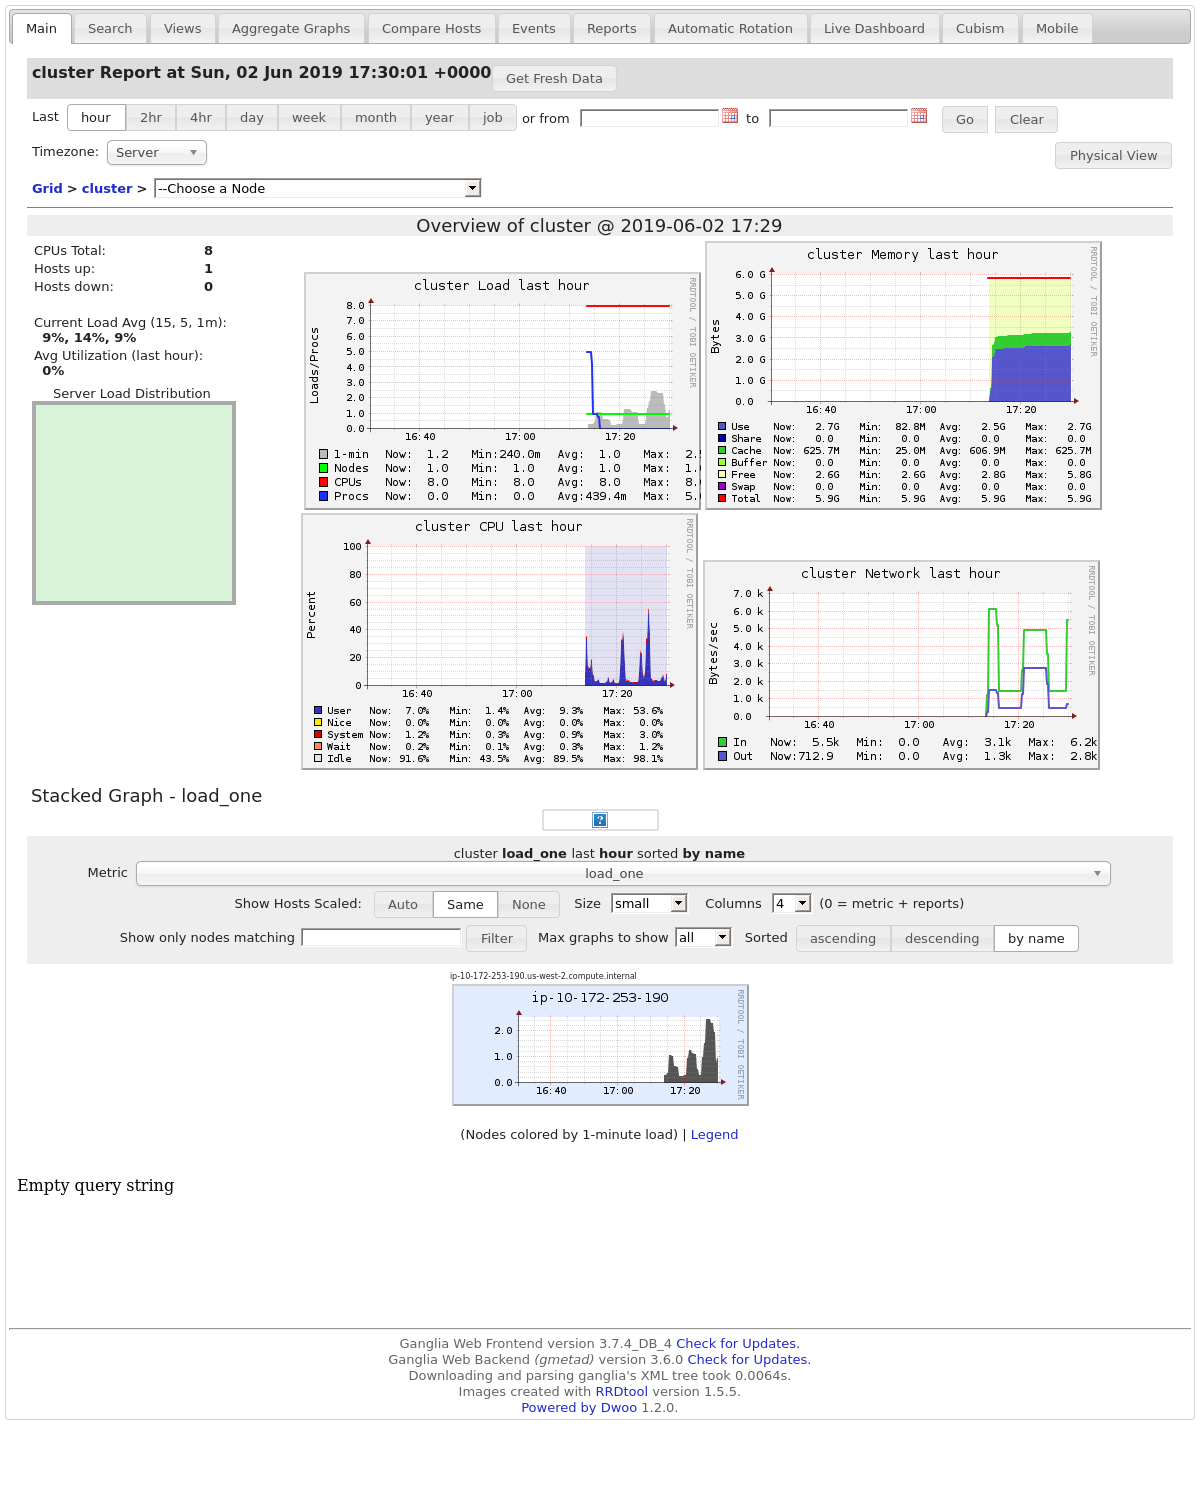 Main Search Views Aggregate Graphs Compare Hosts Events Reports Automatic Rotation Live Dashboard Cubism Mobile
cluster Report at Sun, 02 Jun 2019 17:30:01 +0000 Get Fresh Data
Last hour 2hr 4hr day week month year job or from to Go Clear
Timezone: Server Physical View
Grid > cluster > --Choose a Node
Overview of cluster @ 2019-06-02 17:29
CPUs Total: 8
Hosts up: 1
Hosts down: 0
Current Load Avg (15, 5, 1m):
9%, 14%, 9%
Avg Utilization (last hour):
0%
Server Load Distribution
cluster Load last hour
RRDTOOL / TOBI OETIKER
Loads/Procs
8.0
7.0
6.0
5.0
4.0
3.0
2.0
1.0
0.0
16:40 17:00 17:20
1-min Now: 1.2 Min:240.0m Avg: 1.0 Max: 2.
Nodes Now: 1.0 Min: 1.0 Avg: 1.0 Max: 1.
CPUs Now: 8.0 Min: 8.0 Avg: 8.0 Max: 8.
Procs Now: 0.0 Min: 0.0 Avg:439.4m Max: 5.
cluster Memory last hour
RRDTOOL / TOBI OETIKER
Bytes
6.0 G
5.0 G
4.0 G
3.0 G
2.0 G
1.0 G
0.0
16:40 17:00 17:20
Use Now: 2.7G Min: 82.8M Avg: 2.5G Max: 2.7G
Share Now: 0.0 Min: 0.0 Avg: 0.0 Max: 0.0
Cache Now: 625.7M Min: 25.0M Avg: 606.9M Max: 625.7M
Buffer Now: 0.0 Min: 0.0 Avg: 0.0 Max: 0.0
Free Now: 2.6G Min: 2.6G Avg: 2.8G Max: 5.8G
Swap Now: 0.0 Min: 0.0 Avg: 0.0 Max: 0.0
Total Now: 5.9G Min: 5.9G Avg: 5.9G Max: 5.9G
cluster CPU last hour
RRDTOOL / TOBI OETIKER
Percent
100
80
60
40
20
0
16:40 17:00 17:20
User Now: 7.0% Min: 1.4% Avg: 9.3% Max: 53.6%
Nice Now: 0.0% Min: 0.0% Avg: 0.0% Max: 0.0%
System Now: 1.2% Min: 0.3% Avg: 0.9% Max: 3.0%
Wait Now: 0.2% Min: 0.1% Avg: 0.3% Max: 1.2%
Idle Now: 91.6% Min: 43.5% Avg: 89.5% Max: 98.1%
cluster Network last hour
RRDTOOL / TOBI OETIKER
Bytes/sec
7.0 k
6.0 k
5.0 k
4.0 k
3.0 k
2.0 k
1.0 k
0.0
16:40 17:00 17:20
In Now: 5.5k Min: 0.0 Avg: 3.1k Max: 6.2k
Out Now:712.9 Min: 0.0 Avg: 1.3k Max: 2.8k
Stacked Graph - load_one
?
cluster load_one last hour sorted by name
Metric load_one
Show Hosts Scaled: Auto Same None Size small Columns 4 (0 = metric + reports)
Show only nodes matching Filter Max graphs to show all Sorted ascending descending by name
ip-10-172-253-190.us-west-2.compute.internal
ip-10-172-253-190
RRDTOOL / TOBI OETIKER
2.0
1.0
0.0
16:40 17:00 17:20
(Nodes colored by 1-minute load) | Legend
Empty query string
Ganglia Web Frontend version 3.7.4_DB_4 Check for Updates.
Ganglia Web Backend (gmetad) version 3.6.0 Check for Updates.
Downloading and parsing ganglia's XML tree took 0.0064s.
Images created with RRDtool version 1.5.5.
Powered by Dwoo 1.2.0.